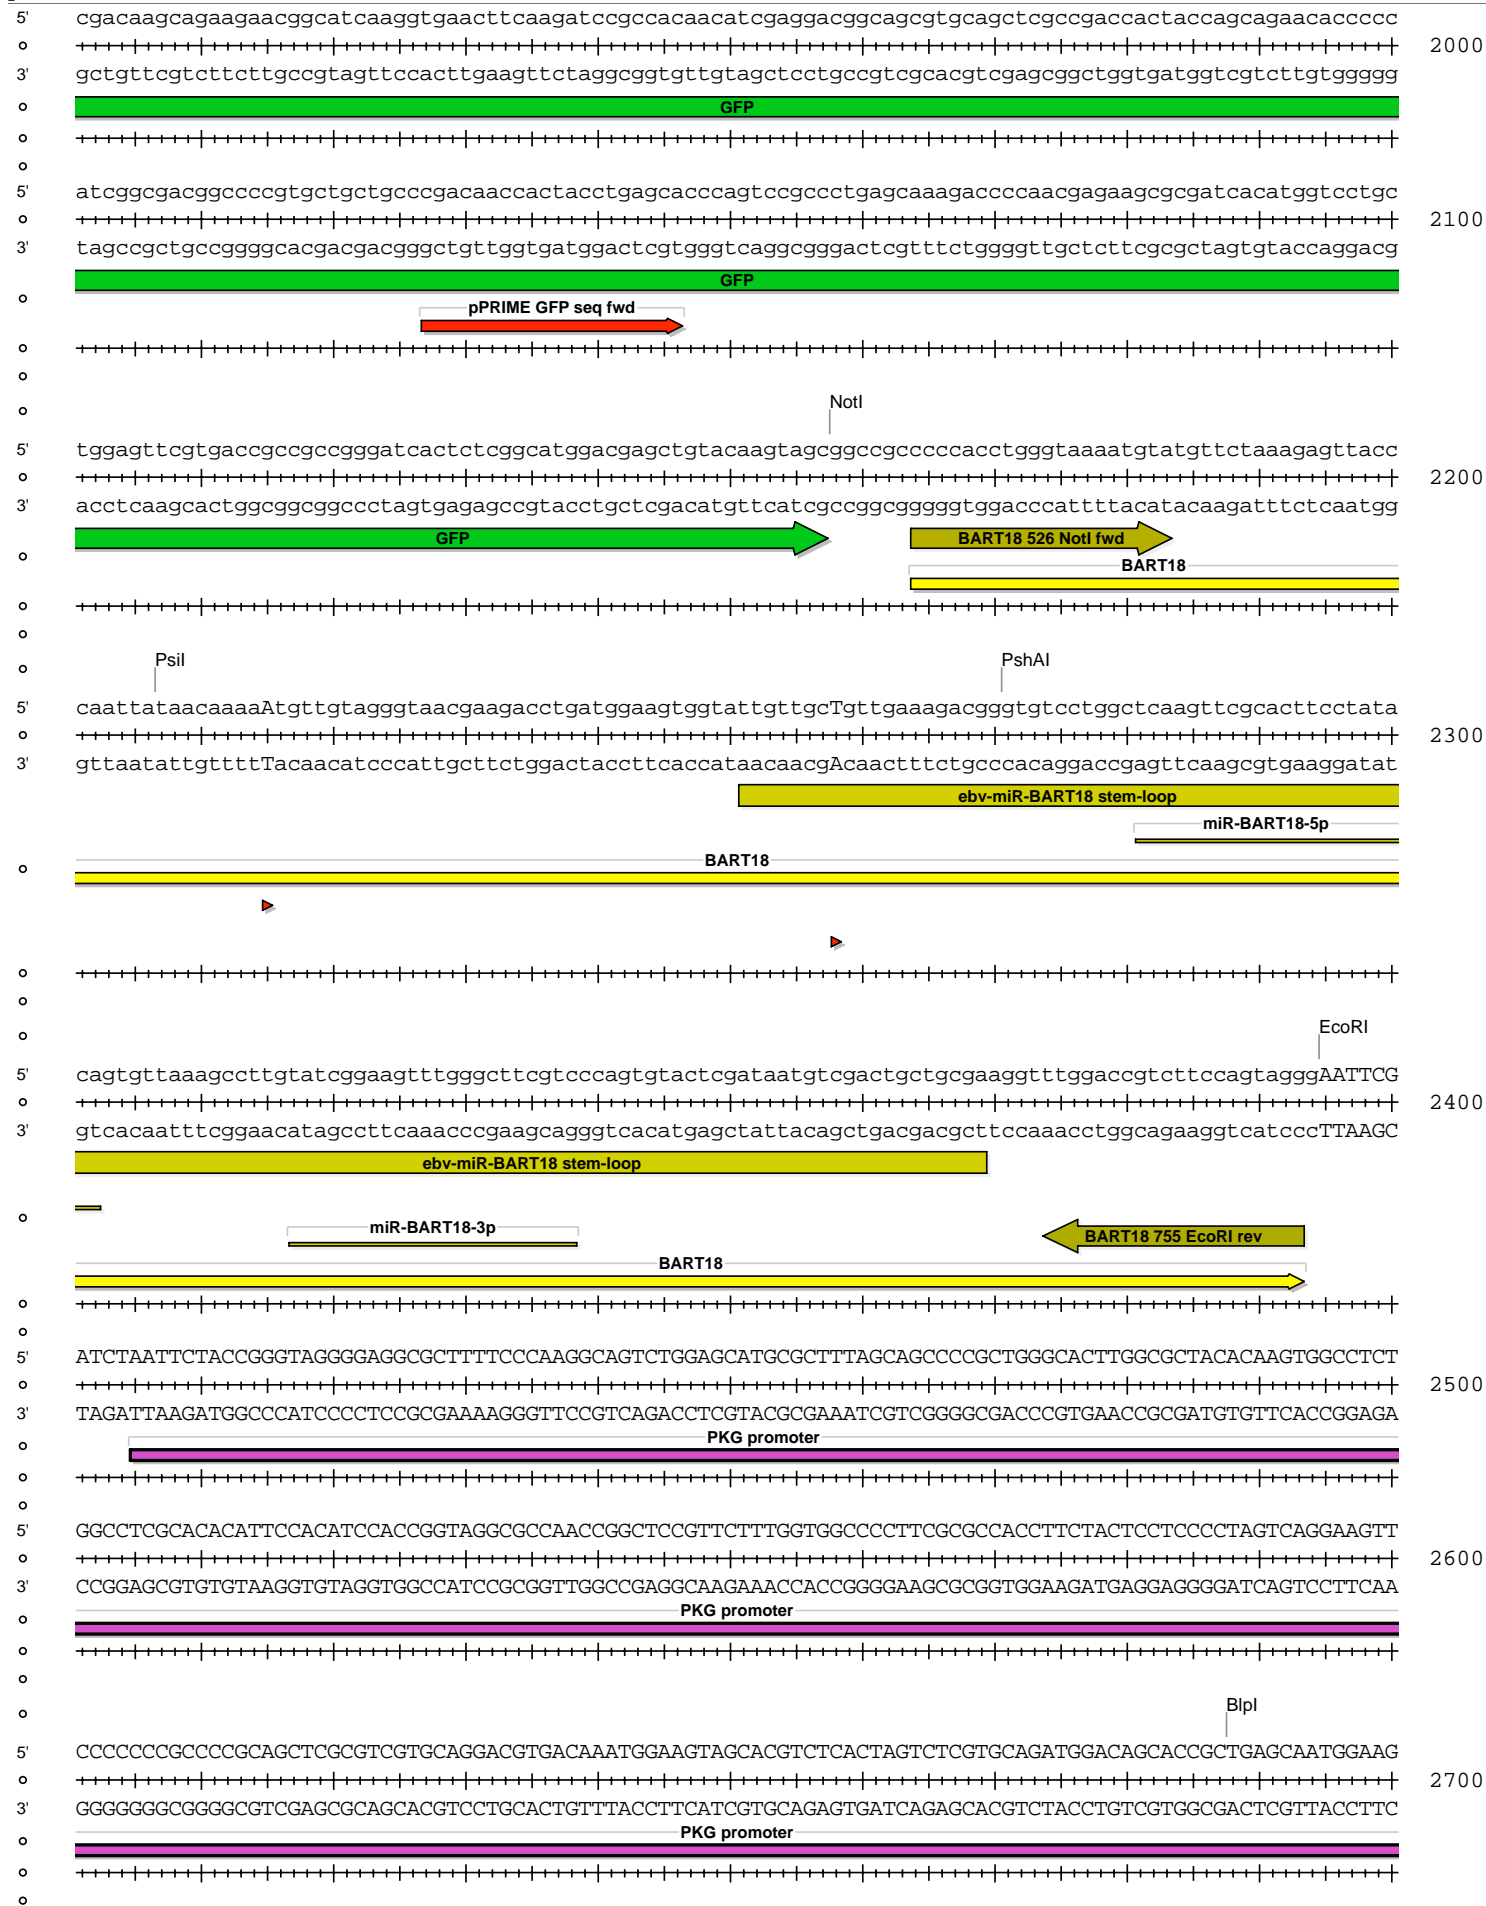 5' cgacaagcagaagaacggcatcaaggtgaacttcaagatccgccacaacatcgaggacggcagcgtgcagctcgccgaccactaccagcagaacaccccc
2000
3' gctgttcgtcttcttgccgtagttccacttgaagttctaggcggtgttgtagctcctgccgtcgcacgtcgagcggctggtgatggtcgtcttgtggggg
GFP
5' atcggcgacggccccgtgctgctgcccgacaaccactacctgagcacccagtccgccctgagcaaagaccccaacgagaagcgcgatcacatggtcctgc
2100
3' tagccgctgccggggcacgacgacgggctgttggtgatggactcgtgggtcaggcgggactcgtttctggggttgctcttcgcgctagtgtaccaggacg
GFP
pPRIME GFP seq fwd
NotI
5' tggagttcgtgaccgccgccgggatcactctcggcatggacgagctgtacaagtagcggccgcccccacctgggtaaaatgtatgttctaaagagttacc
2200
3' acctcaagcactggcggcggccctagtgagagccgtacctgctcgacatgttcatcgccggcgggggtggacccattttacatacaagatttctcaatgg
GFP
BART18 526 NotI fwd
BART18
PsiI PshAI
5' caattataacaaaaAtgttgtagggtaacgaagacctgatggaagtggtattgttgcTgttgaaagacgggtgtcctggctcaagttcgcacttcctata
2300
3' gttaatattgttttTacaacatcccattgcttctggactaccttcaccataacaacgAcaactttctgcccacaggaccgagttcaagcgtgaaggatat
ebv-miR-BART18 stem-loop
miR-BART18-5p
BART18
EcoRI
5' cagtgttaaagccttgtatcggaagtttgggcttcgtcccagtgtactcgataatgtcgactgctgcgaaggtttggaccgtcttccagtagggAATTCG
2400
3' gtcacaatttcggaacatagccttcaaacccgaagcagggtcacatgagctattacagctgacgacgcttccaaacctggcagaaggtcatcccTTAAGC
ebv-miR-BART18 stem-loop
miR-BART18-3p
BART18 755 EcoRI rev
BART18
5' ATCTAATTCTACCGGGTAGGGGAGGCGCTTTTCCCAAGGCAGTCTGGAGCATGCGCTTTAGCAGCCCCGCTGGGCACTTGGCGCTACACAAGTGGCCTCT
2500
3' TAGATTAAGATGGCCCATCCCCTCCGCGAAAAGGGTTCCGTCAGACCTCGTACGCGAAATCGTCGGGGCGACCCGTGAACCGCGATGTGTTCACCGGAGA
PKG promoter
5' GGCCTCGCACACATTCCACATCCACCGGTAGGCGCCAACCGGCTCCGTTCTTTGGTGGCCCCTTCGCGCCACCTTCTACTCCTCCCCTAGTCAGGAAGTT
2600
3' CCGGAGCGTGTGTAAGGTGTAGGTGGCCATCCGCGGTTGGCCGAGGCAAGAAACCACCGGGGAAGCGCGGTGGAAGATGAGGAGGGGATCAGTCCTTCAA
PKG promoter
BlpI
5' CCCCCCCGCCCCGCAGCTCGCGTCGTGCAGGACGTGACAAATGGAAGTAGCACGTCTCACTAGTCTCGTGCAGATGGACAGCACCGCTGAGCAATGGAAG
2700
3' GGGGGGGCGGGGCGTCGAGCGCAGCACGTCCTGCACTGTTTACCTTCATCGTGCAGAGTGATCAGAGCACGTCTACCTGTCGTGGCGACTCGTTACCTTC
PKG promoter